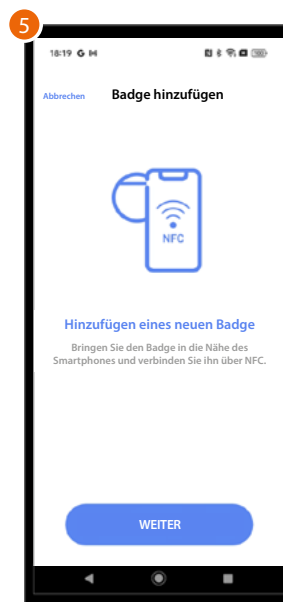 5
18:19 G M
Abbrechen Badge hinzufügen
NFC
Hinzufügen eines neuen Badge
Bringen Sie den Badge in die Nähe des
Smartphones und verbinden Sie ihn über NFC.
WEITER